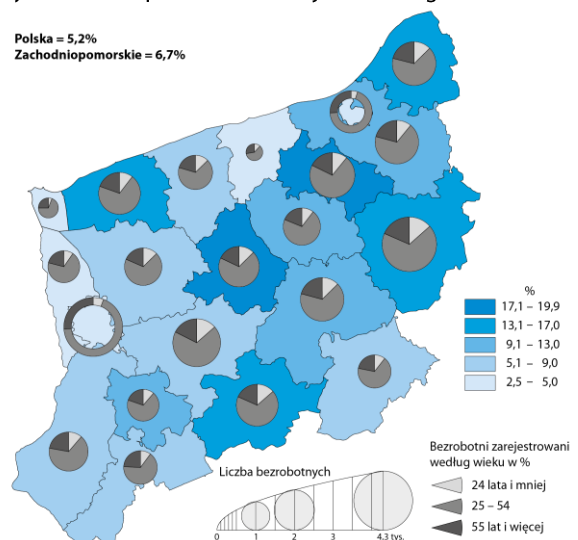 Polska = 5,2%
Zachodniopomorskie = 6,7%
%
17,1 – 19,9
13,1 – 17,0
9,1 – 13,0
5,1 – 9,0
2,5 – 5,0
Bezrobotni zarejestrowani
według wieku w %
24 lata i mniej
25 – 54
55 lat i więcej
Liczba bezrobotnych
0 1 2 3 4,3 tys.